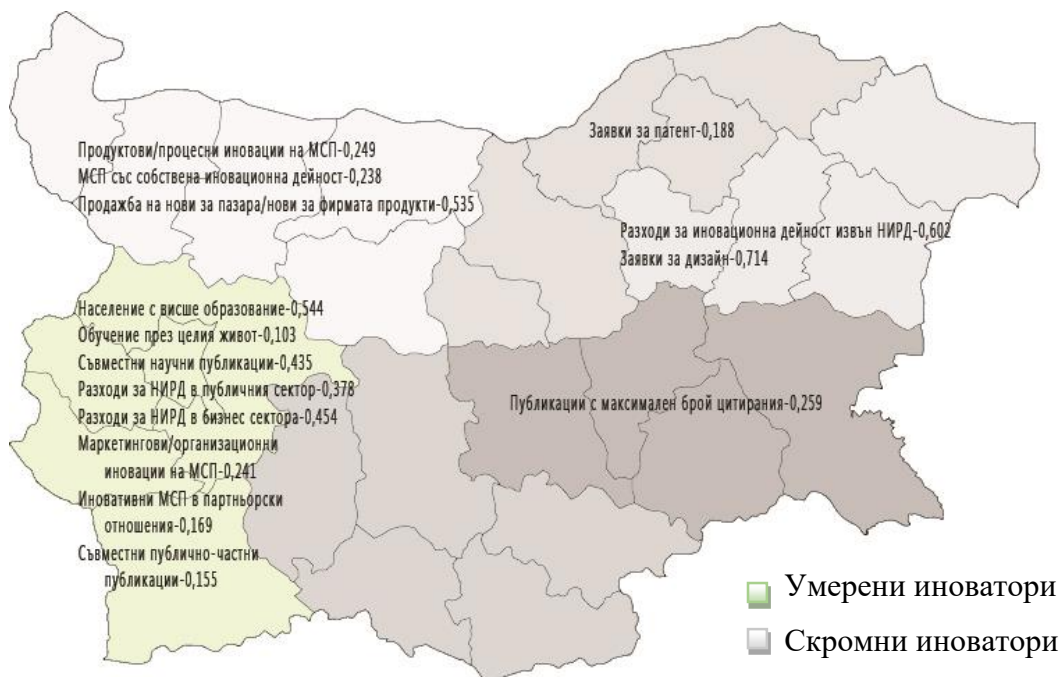 Продуктови/процесни иновации на МСП-0,249
МСП със собствена иновационна дейност-0,238
Продажба на нови за пазара/нови за фирмата продукти-0,535
Заявки за патент-0,188
Разходи за иновационна дейност извън НИРД-0,602
Заявки за дизайн-0,714
Население с висше образование-0,544
Обучение през целия живот-0,103
Съвместни научни публикации-0,435
Разходи за НИРД в публичния сектор-0,378
Разходи за НИРД в бизнес сектора-0,454
Маркетингови/организационни
иновации на МСП-0,241
Иновативни МСП в партньорски
отношения-0,169
Съвместни публично-частни
публикации-0,155
Публикации с максимален брой цитирания-0,259
Умерени иноватори
Скромни иноватори